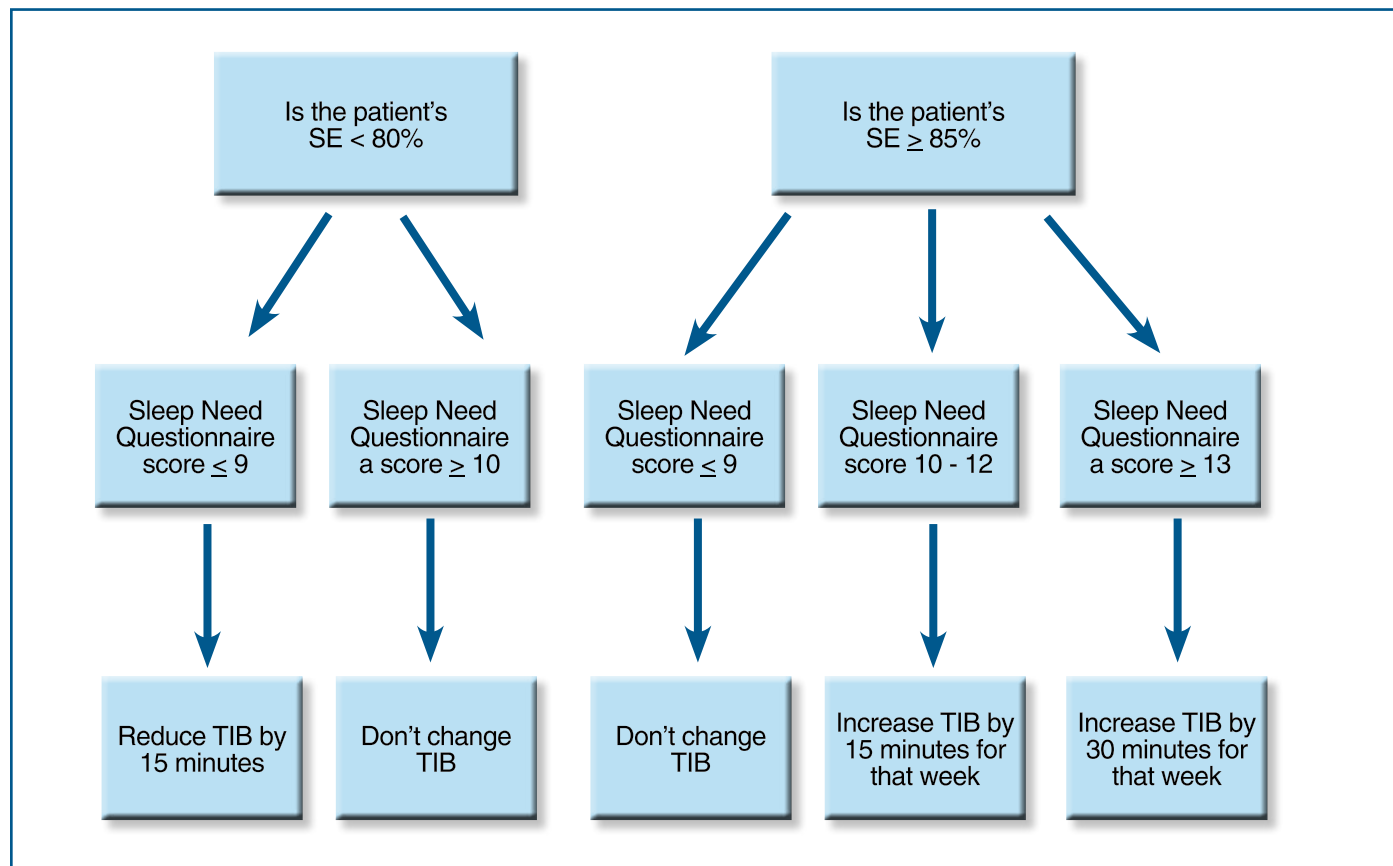 Is the patient's
SE < 80%
Is the patient's
SE ≥ 85%
Sleep Need
Questionnaire
score ≤ 9
Sleep Need
Questionnaire
a score ≥ 10
Sleep Need
Questionnaire
score ≤ 9
Sleep Need
Questionnaire
score 10 - 12
Sleep Need
Questionnaire
a score ≥ 13
Reduce TIB by
15 minutes
Don't change
TIB
Don't change
TIB
Increase TIB by
15 minutes for
that week
Increase TIB by
30 minutes for
that week